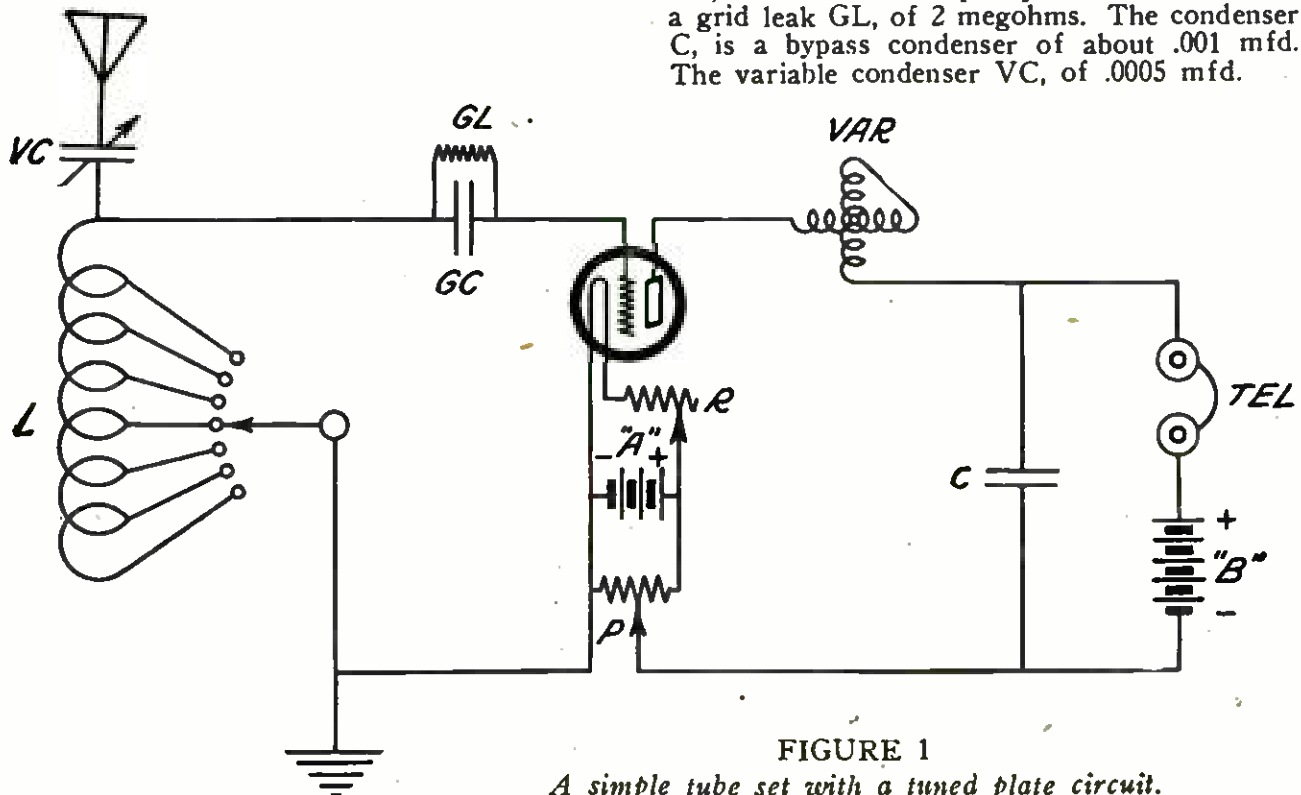 a grid leak GL, of 2 megohms. The condenser
C, is a bypass condenser of about .001 mfd.
The variable condenser VC, of .0005 mfd.
GL
VC
VAR
GC
R
"A"
- +
L
TEL
C
+
"B"
-
P
FIGURE 1
A simple tube set with a tuned plate circuit.